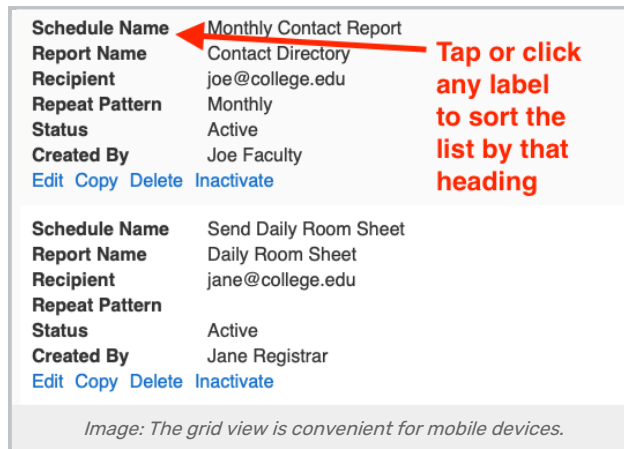 Schedule Name Monthly Contact Report
Report Name Contact Directory
Recipient joe@college.edu
Repeat Pattern Monthly
Status Active
Created By Joe Faculty
Edit Copy Delete Inactivate
Tap or click
any label
to sort the
list by that
heading
Schedule Name Send Daily Room Sheet
Report Name Daily Room Sheet
Recipient jane@college.edu
Repeat Pattern
Status Active
Created By Jane Registrar
Edit Copy Delete Inactivate
Image: The grid view is convenient for mobile devices.